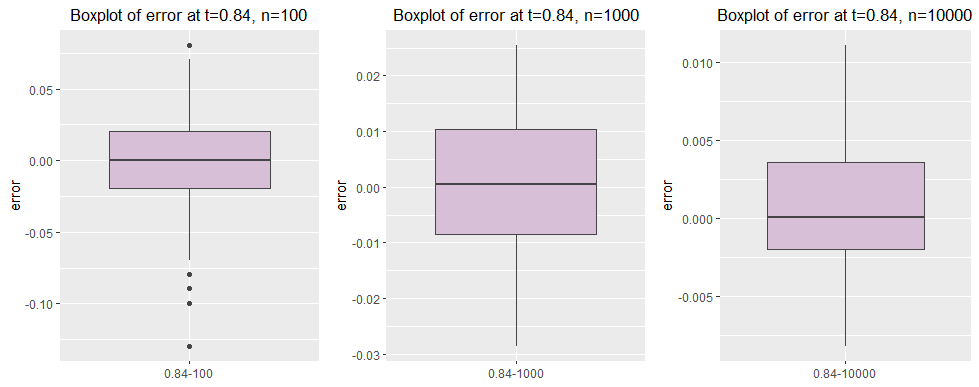 Boxplot of error at t=0.84, n=100
error
0.05
0.00
-0.05
-0.10
0.84-100
Boxplot of error at t=0.84, n=1000
error
0.02
0.01
0.00
-0.01
-0.02
-0.03
0.84-1000
Boxplot of error at t=0.84, n=10000
error
0.010
0.005
0.000
-0.005
0.84-10000